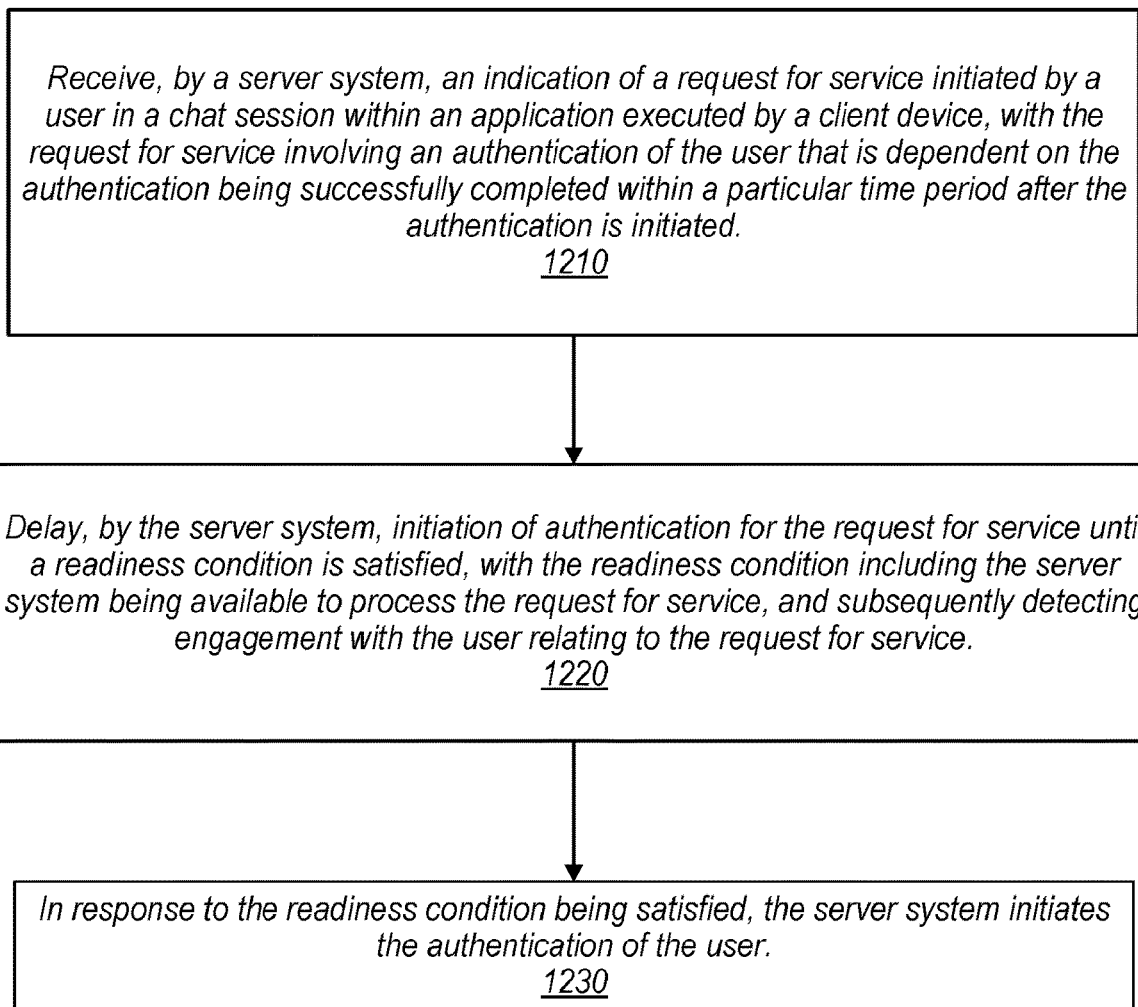 Receive, by a server system, an indication of a request for service initiated by a
user in a chat session within an application executed by a client device, with the
request for service involving an authentication of the user that is dependent on the
authentication being successfully completed within a particular time period after the
authentication is initiated.
1210
Delay, by the server system, initiation of authentication for the request for service unti
a readiness condition is satisfied, with the readiness condition including the server
system being available to process the request for service, and subsequently detecting
engagement with the user relating to the request for service.
1220
In response to the readiness condition being satisfied, the server system initiates
the authentication of the user.
1230